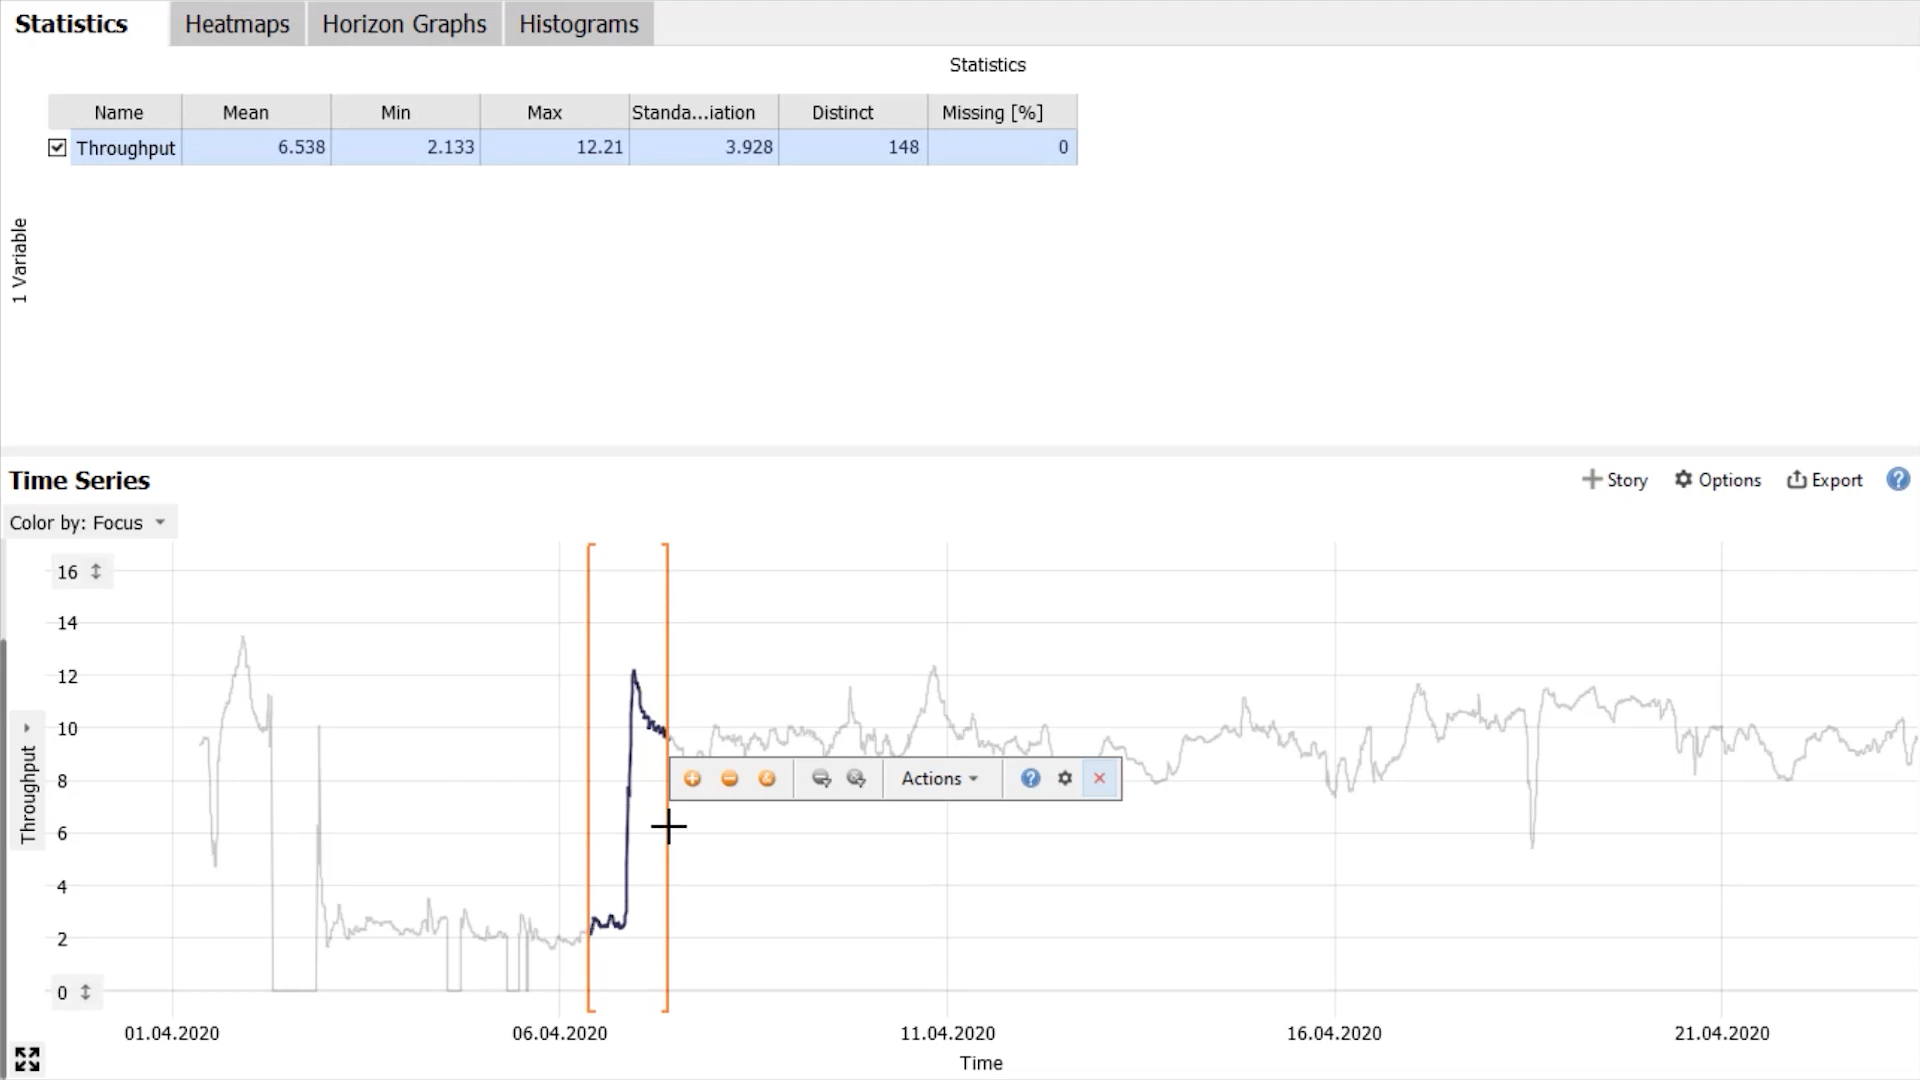 Statistics Heatmaps Horizon Graphs Histograms
Statistics
Name Mean Min Max Standa...iation Distinct Missing [%]
Throughput 6.538 2.133 12.21 3.928 148 0
1 Variable
Time Series
Story Options Export ?
Color by: Focus
16
14
12
10
8
6
4
2
0
Throughput
Actions ?
01.04.2020 06.04.2020 11.04.2020 16.04.2020 21.04.2020
Time